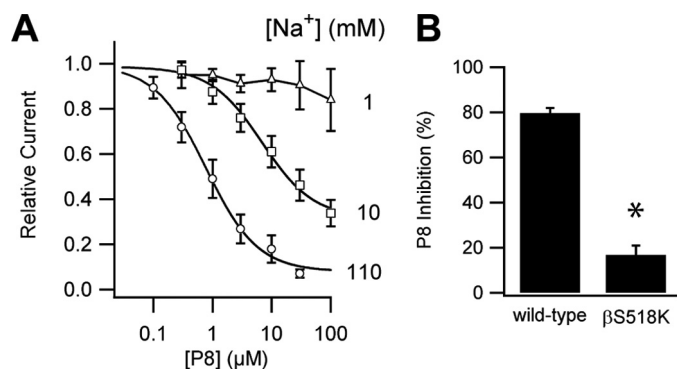 A
[Na⁺] (mM)
Relative Current
1.0
0.8
0.6
0.4
0.2
0.0
1
10
110
0.1
1
10
100
[P8] (μM)
B
P8 Inhibition (%)
100
80
60
40
20
0
*
wild-type
βS518K